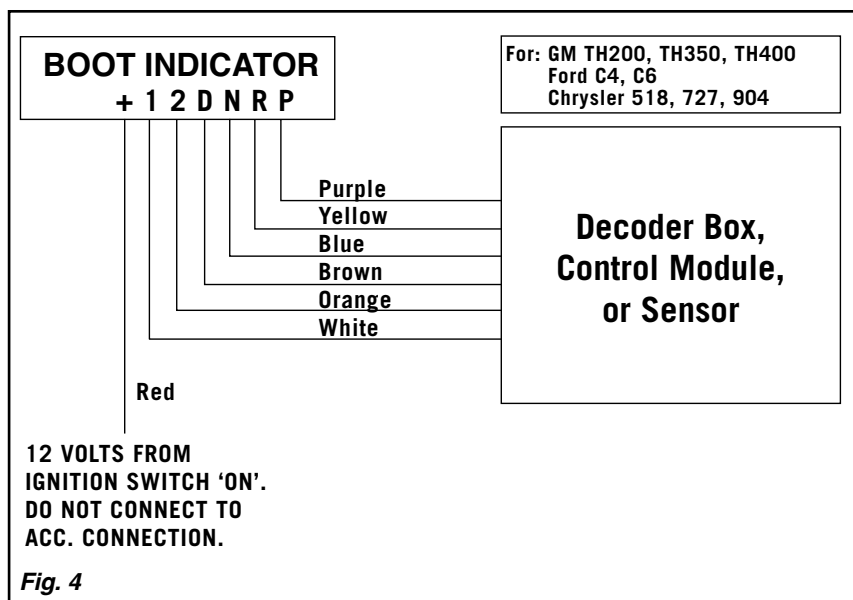 BOOT INDICATOR
+ 1 2 D N R P
For: GM TH200, TH350, TH400
Ford C4, C6
Chrysler 518, 727, 904
Purple
Yellow
Blue
Brown
Orange
White
Decoder Box,
Control Module,
or Sensor
Red
12 VOLTS FROM
IGNITION SWITCH ‘ON’.
DO NOT CONNECT TO
ACC. CONNECTION.
Fig. 4